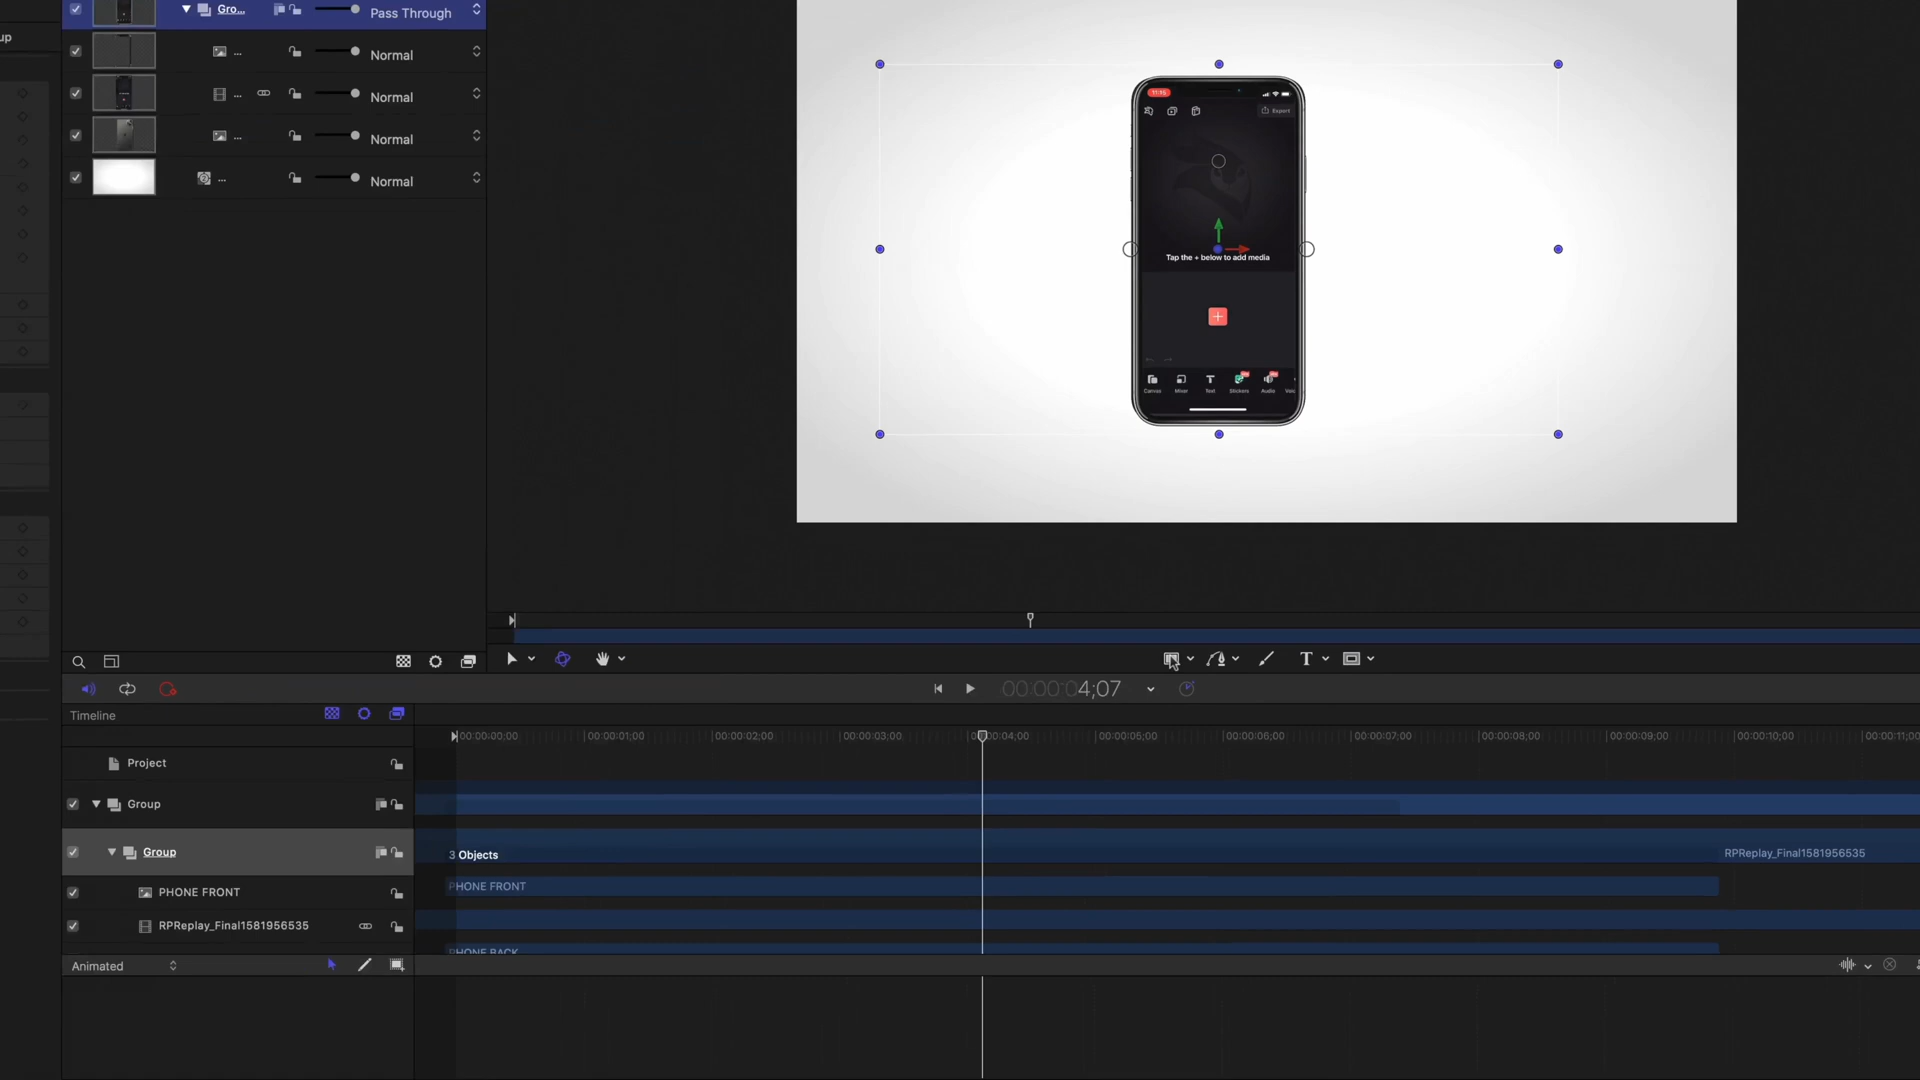 up
Gro...
Pass Through
...
Normal
...
Normal
...
Normal
...
Normal
11:15
Export
Tap the + below to add media
Canvas
Mixer
Text
Stickers
Audio
T
00:00:04;07
Timeline
00:00:00;00
00:00:01;00
00:00:02;00
00:00:03;00
00:00:04;00
00:00:05;00
00:00:06;00
00:00:07;00
00:00:08;00
00:00:09;00
00:00:10;00
00:00:11;00
Project
Group
Group
3 Objects
RPReplay_Final1581956535
PHONE FRONT
PHONE FRONT
RPReplay_Final1581956535
PHONE BACK
Animated